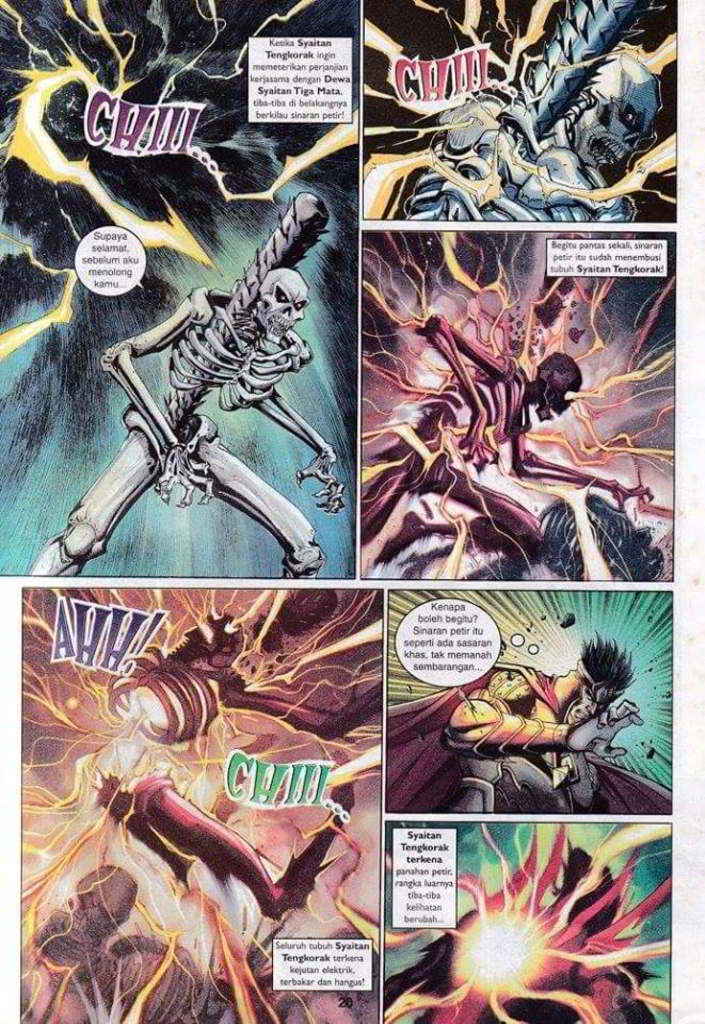 Ketika Syaitan
Tengkorak ingin
memeterikan perjanjian
kerjasama dengan Dewa
Syaitan Tiga Mata,
tiba-tiba di belakangnya
berkilau sinaran petir!
CHIII...
Supaya
selamat,
sebelum aku
menolong
kamu...
CHIII...
Begitu pantas sekali, sinaran
petir itu sudah menembusi
tubuh Syaitan Tengkorak!
AHH!
CHIII...
Seluruh tubuh Syaitan
Tengkorak terkena
kejutan elektrik,
terbakar dan hangus!
20
Kenapa
boleh begitu?
Sinaran petir itu
seperti ada sasaran
khas, tak memanah
sembarangan...
Syaitan
Tengkorak
terkena
panahan petir,
rangka luarnya
tiba-tiba
kelihatan
berubah...